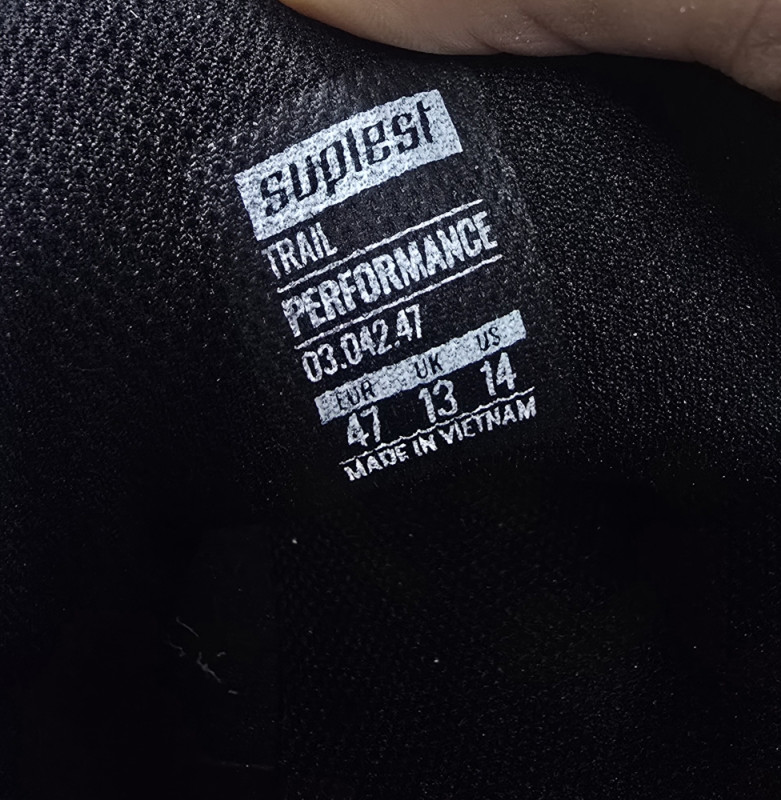 suplest
TRAIL
PERFORMANCE
03.042.47
EUR UK US
47 13 14
MADE IN VIETNAM